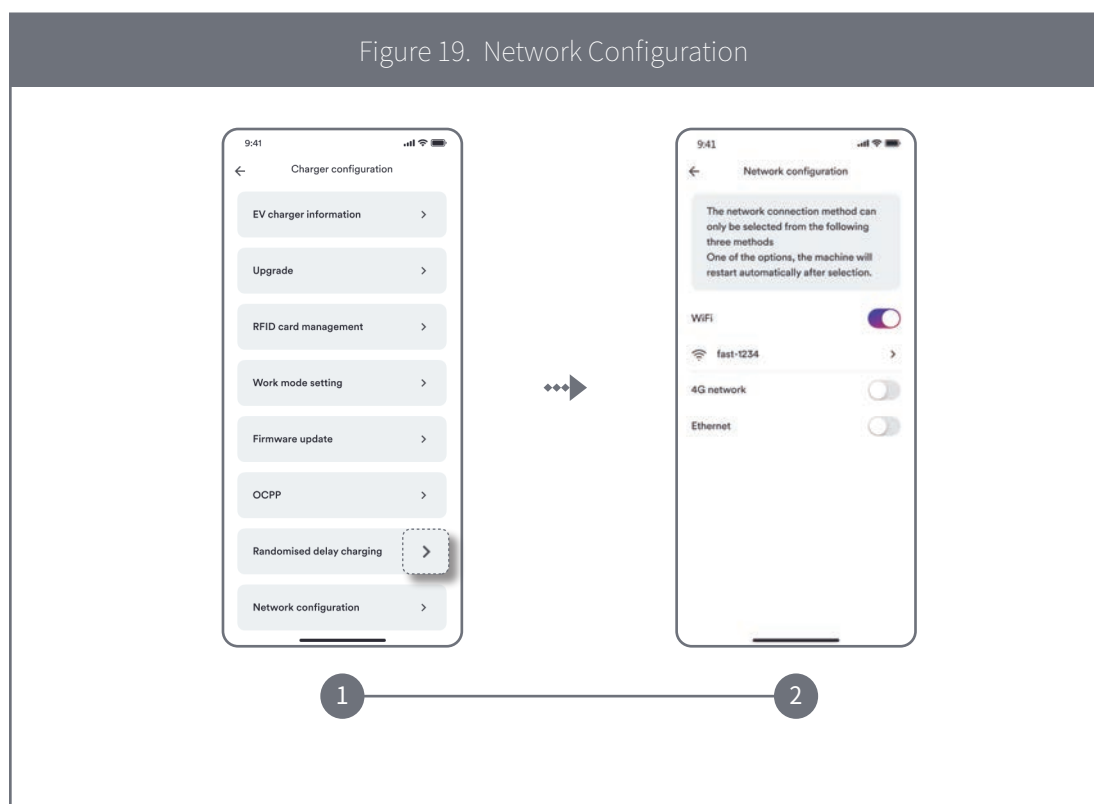 Figure 19. Network Configuration
9:41
Charger configuration
EV charger information
Upgrade
RFID card management
Work mode setting
Firmware update
OCPP
Randomised delay charging
Network configuration
1
9:41
Network configuration
The network connection method can
only be selected from the following
three methods
One of the options, the machine will
restart automatically after selection.
WiFi
fast-1234
4G network
Ethernet
2